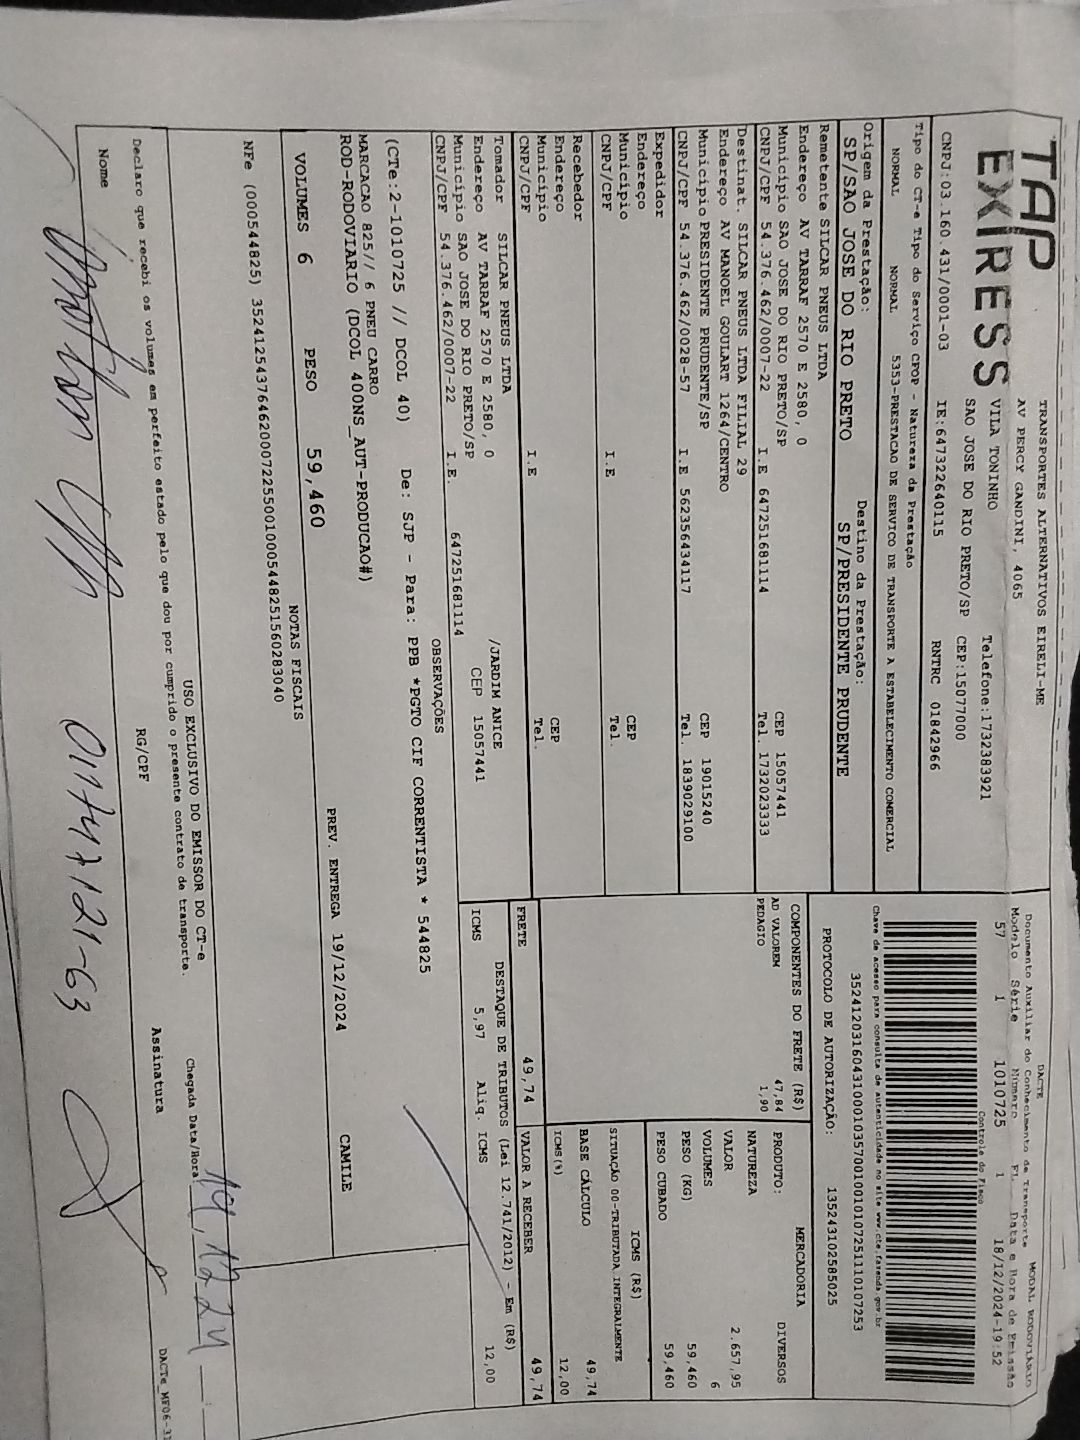 TAP
EXPRESS
TRANSPORTES ALTERNATIVOS EIRELI-ME
AV PERCY GANDINI, 4065
VILA TONINHO Telefone:1732383921
SAO JOSE DO RIO PRETO/SP CEP:15077000
CNPJ:03.160.431/0001-03 IE:647322640115 RNTRC 01842966
Tipo do CT-e Tipo do Serviço CFOP - Natureza da Prestação
NORMAL NORMAL 5353-PRESTACAO DE SERVICO DE TRANSPORTE A ESTABELECIMENTO COMERCIAL
Origem da Prestação: Destino da Prestação:
SP/SAO JOSE DO RIO PRETO SP/PRESIDENTE PRUDENTE
Remetente SILCAR PNEUS LTDA
Endereço AV TARRAF 2570 E 2580, 0
Município SAO JOSE DO RIO PRETO/SP CEP 15057441
CNPJ/CPF 54.376.462/0007-22 I.E 647251681114 Tel. 1732023333
Destinat. SILCAR PNEUS LTDA FILIAL 29
Endereço AV MANOEL GOULART 1264/CENTRO
Município PRESIDENTE PRUDENTE/SP CEP 19015240
CNPJ/CPF 54.376.462/0028-57 I.E 562356434117 Tel. 1839029100
Expedidor
Endereço
Município CEP
CNPJ/CPF I.E Tel.
Recebedor
Endereço
Município CEP
CNPJ/CPF I.E Tel.
Tomador SILCAR PNEUS LTDA
Endereço AV TARRAF 2570 E 2580, 0 /JARDIM ANICE
Município SAO JOSE DO RIO PRETO/SP CEP 15057441
CNPJ/CPF 54.376.462/0007-22 I.E. 647251681114
DACTE MODAL RODOVIÁRIO
Documento Auxiliar do Conhecimento de Transporte
Modelo Série Número FL Data e Hora de Emissão
57 1 1010725 1 18/12/2024-19:52
Controle do Fisco
Chave de acesso para consulta de autenticidade no site www.cte.fazenda.gov.br
PROTOCOLO DE AUTORIZAÇÃO: 135243102585025
COMPONENTES DO FRETE (R$)
AD VALOREM 47,84
PEDAGIO 1,90
FRETE 49,74
MERCADORIA
PRODUTO: DIVERSOS
NATUREZA
VALOR 2.657,95
VOLUMES 6
PESO (KG) 59,460
PESO CUBADO 59,460
ICMS (R$)
SITUAÇÃO 00-TRIBUTADA INTEGRALMENTE
BASE CÁLCULO 49,74
ICMS(%) 12,00
VALOR A RECEBER 49,74
DESTAQUE DE TRIBUTOS (Lei 12.741/2012) - Em (R$)
ICMS 5,97 Aliq. ICMS 12,00
OBSERVAÇÕES
(CTe:2-1010725 // DCOL 40) De: SJP - Para: PPB *PGTO CIF CORRENTISTA * 544825
MARCACAO 825// 6 PNEU CARRO
ROD-RODOVIARIO (DCOL 400NS_AUT-PRODUCAO#)
VOLUMES 6 PESO 59,460 PREV. ENTREGA 19/12/2024 CAMILE
NOTAS FISCAIS
NFe (000544825)
USO EXCLUSIVO DO EMISSOR DO CT-e
Chegada Data/Hora 19.12.24
Declaro que recebi os volumes em perfeito estado pelo que dou por cumprido o presente contrato de transporte.
Nome RG/CPF Assinatura